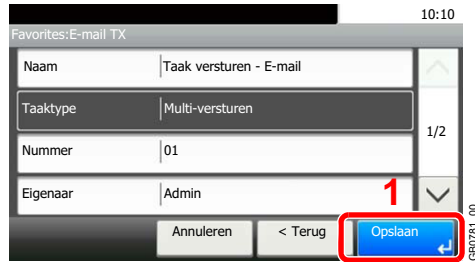 10:10
Favorites:E-mail TX
Naam Taak versturen - E-mail
Taaktype Multi-versturen
1/2
Nummer 01
Eigenaar Admin
1
Annuleren < Terug Opslaan
GB0781_00